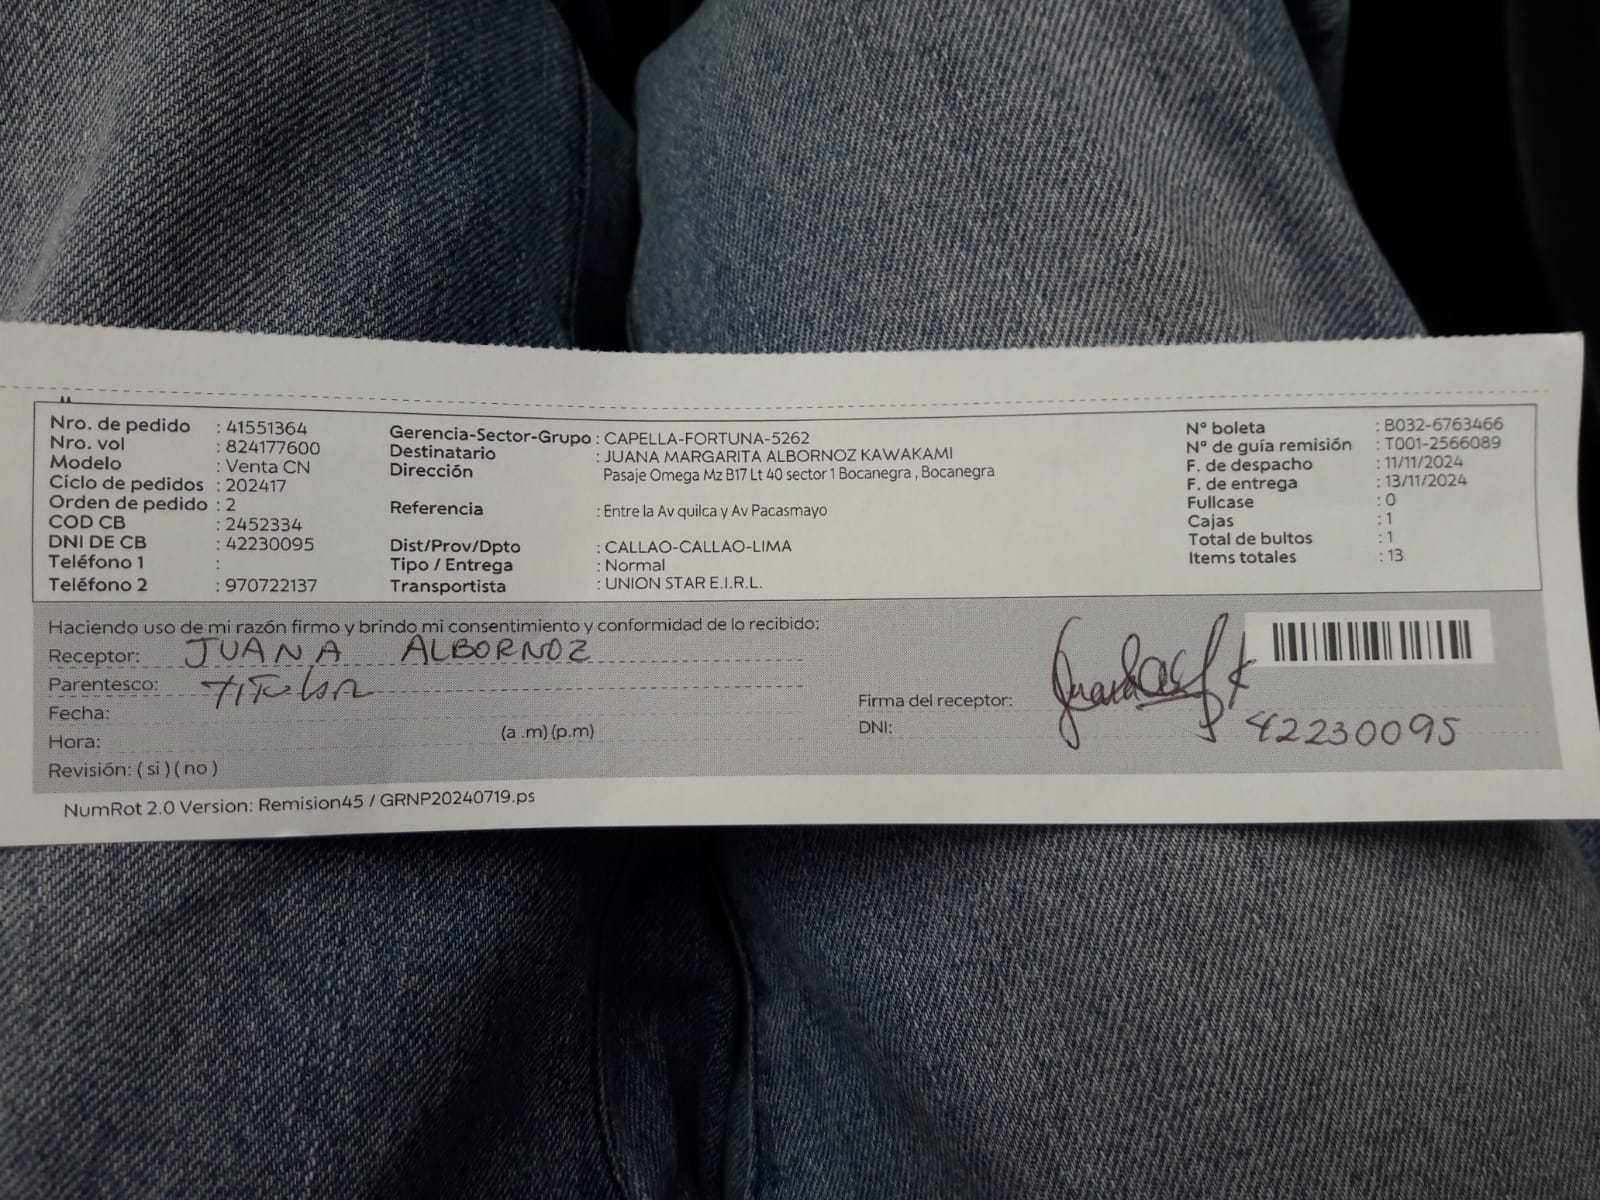 Nro. de pedido : 41551364
Nro. vol : 824177600
Modelo : Venta CN
Ciclo de pedidos : 202417
Orden de pedido : 2
COD CB : 2452334
DNI DE CB : 42230095
Teléfono 1 :
Teléfono 2 : 970722137
Gerencia-Sector-Grupo : CAPELLA-FORTUNA-5262
Destinatario : JUANA MARGARITA ALBORNOZ KAWAKAMI
Dirección Pasaje Omega Mz B17 Lt 40 sector 1 Bocanegra , Bocanegra
Referencia : Entre la Av quilca y Av Pacasmayo
Dist/Prov/Dpto : CALLAO-CALLAO-LIMA
Tipo / Entrega : Normal
Transportista : UNION STAR E.I.R.L.
N° boleta : B032-6763466
N° de guía remisión : T001-2566089
F. de despacho : 11/11/2024
F. de entrega : 13/11/2024
Fullcase : 0
Cajas : 1
Total de bultos : 1
Items totales : 13
Haciendo uso de mi razón firmo y brindo mi consentimiento y conformidad de lo recibido:
Receptor: JUANA ALBORNOZ
Parentesco: TITULAR
Fecha:
Hora: (a .m) (p.m)
Revisión: ( si ) ( no )
Firma del receptor:
DNI: 42230095
NumRot 2.0 Version: Remision45 / GRNP20240719.ps